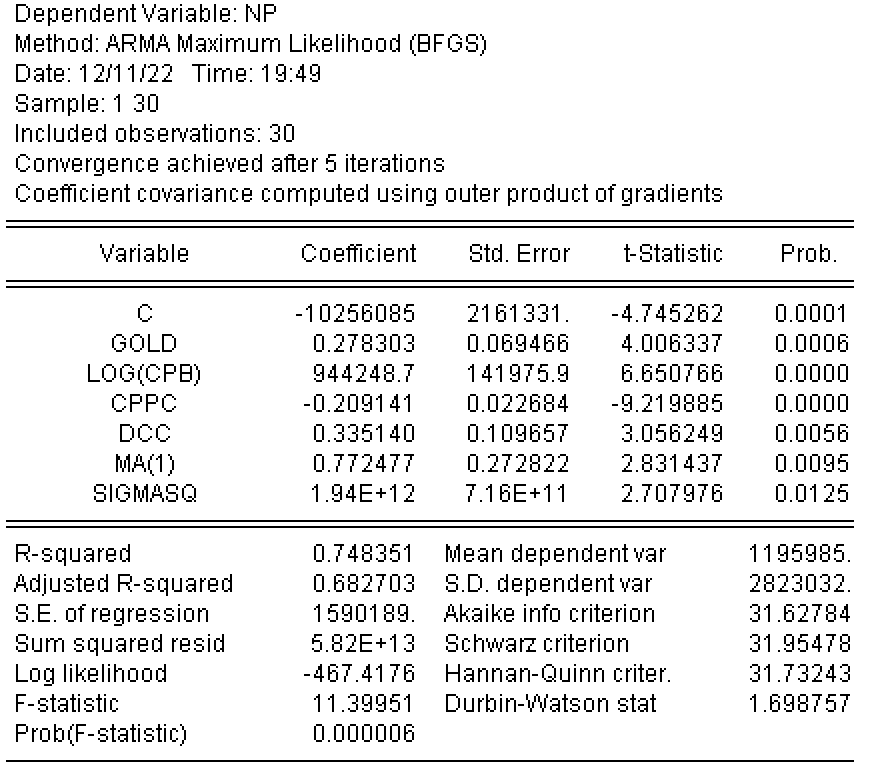 Dependent Variable: NP
Method: ARMA Maximum Likelihood (BFGS)
Date: 12/11/22 Time: 19:49
Sample: 1 30
Included observations: 30
Convergence achieved after 5 iterations
Coefficient covariance computed using outer product of gradients
Variable Coefficient Std. Error t-Statistic Prob.
C -10256085 2161331. -4.745262 0.0001
GOLD 0.278303 0.069466 4.006337 0.0006
LOG(CPB) 944248.7 141975.9 6.650766 0.0000
CPPC -0.209141 0.022684 -9.219885 0.0000
DCC 0.335140 0.109657 3.056249 0.0056
MA(1) 0.772477 0.272822 2.831437 0.0095
SIGMASQ 1.94E+12 7.16E+11 2.707976 0.0125
R-squared 0.748351 Mean dependent var 1195985.
Adjusted R-squared 0.682703 S.D. dependent var 2823032.
S.E. of regression 1590189. Akaike info criterion 31.62784
Sum squared resid 5.82E+13 Schwarz criterion 31.95478
Log likelihood -467.4176 Hannan-Quinn criter. 31.73243
F-statistic 11.39951 Durbin-Watson stat 1.698757
Prob(F-statistic) 0.000006